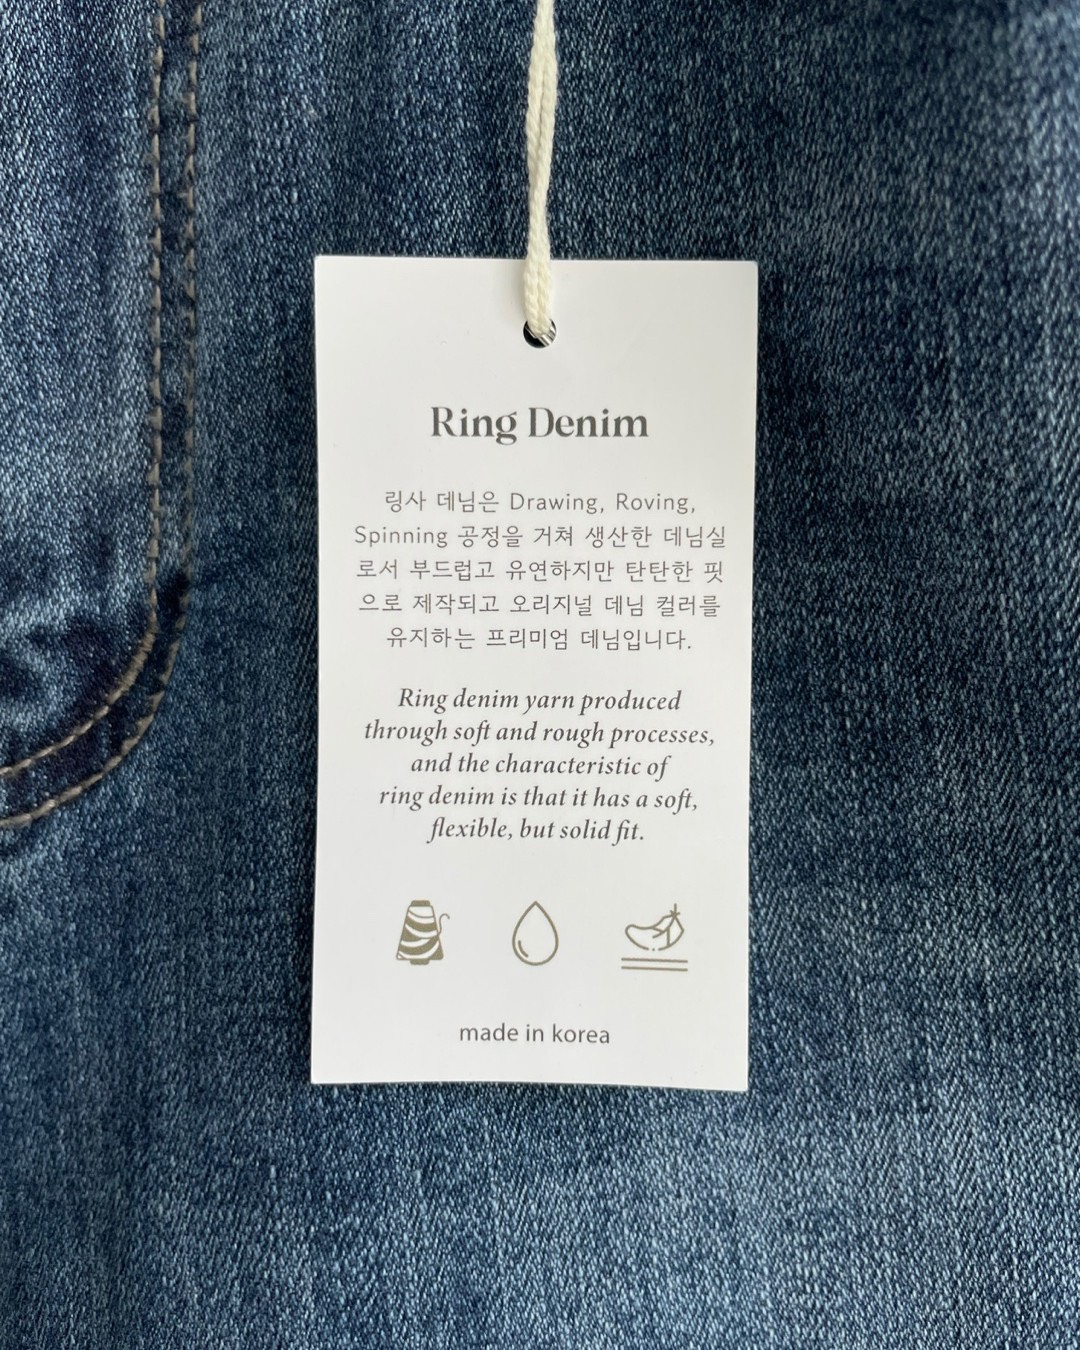 Ring Denim
링사 데님은 Drawing, Roving,
Spinning 공정을 거쳐 생산한 데님실
로서 부드럽고 유연하지만 탄탄한 핏
으로 제작되고 오리지널 데님 컬러를
유지하는 프리미엄 데님입니다.
Ring denim yarn produced
through soft and rough processes,
and the characteristic of
ring denim is that it has a soft,
flexible, but solid fit.
made in korea